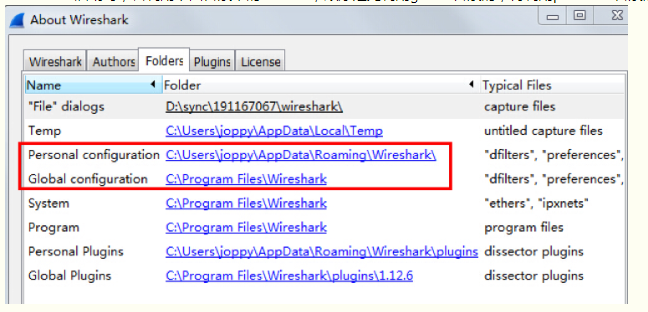 About Wireshark
Wireshark Authors Folders Plugins License
Name Folder Typical Files
"File" dialogs D:\sync\191167067\wireshark\ capture files
Temp C:\Users\joppy\AppData\Local\Temp untitled capture files
Personal configuration C:\Users\joppy\AppData\Roaming\Wireshark\ "dfilters", "preferences",
Global configuration C:\Program Files\Wireshark "dfilters", "preferences",
System C:\Program Files\Wireshark "ethers", "ipxnets"
Program C:\Program Files\Wireshark program files
Personal Plugins C:\Users\joppy\AppData\Roaming\Wireshark\plugins dissector plugins
Global Plugins C:\Program Files\Wireshark\plugins\1.12.6 dissector plugins